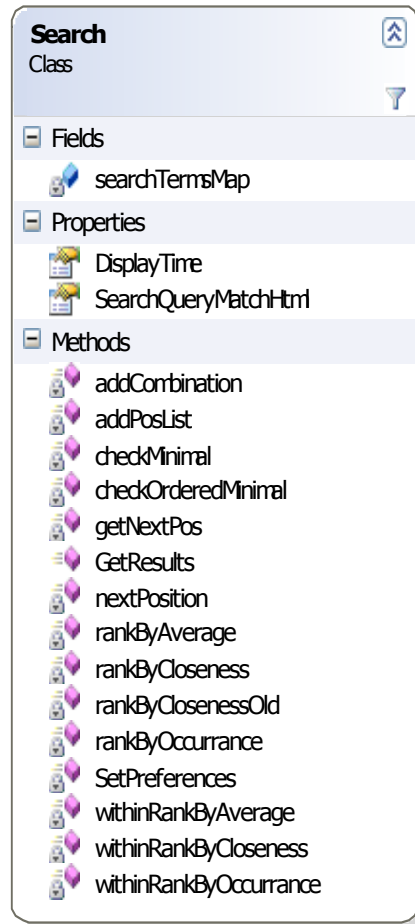 Search
Class
Fields
searchTermsMap
Properties
DisplayTime
SearchQueryMatchHtml
Methods
addCombination
addPosList
checkMinimal
checkOrderedMinimal
getNextPos
GetResults
nextPosition
rankByAverage
rankByCloseness
rankByClosenessOld
rankByOccurrance
SetPreferences
withinRankByAverage
withinRankByCloseness
withinRankByOccurrance